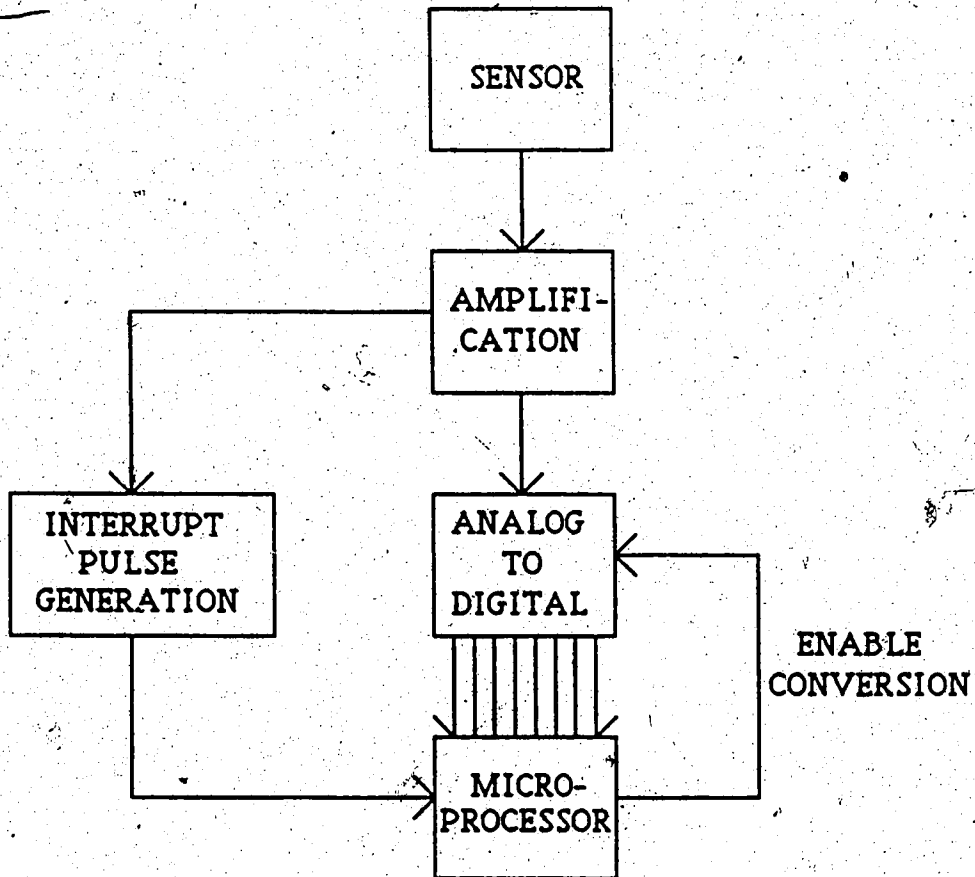 SENSOR
AMPLIFI-
CATION
INTERRUPT
PULSE
GENERATION
ANALOG
TO
DIGITAL
ENABLE
CONVERSION
MICRO-
PROCESSOR